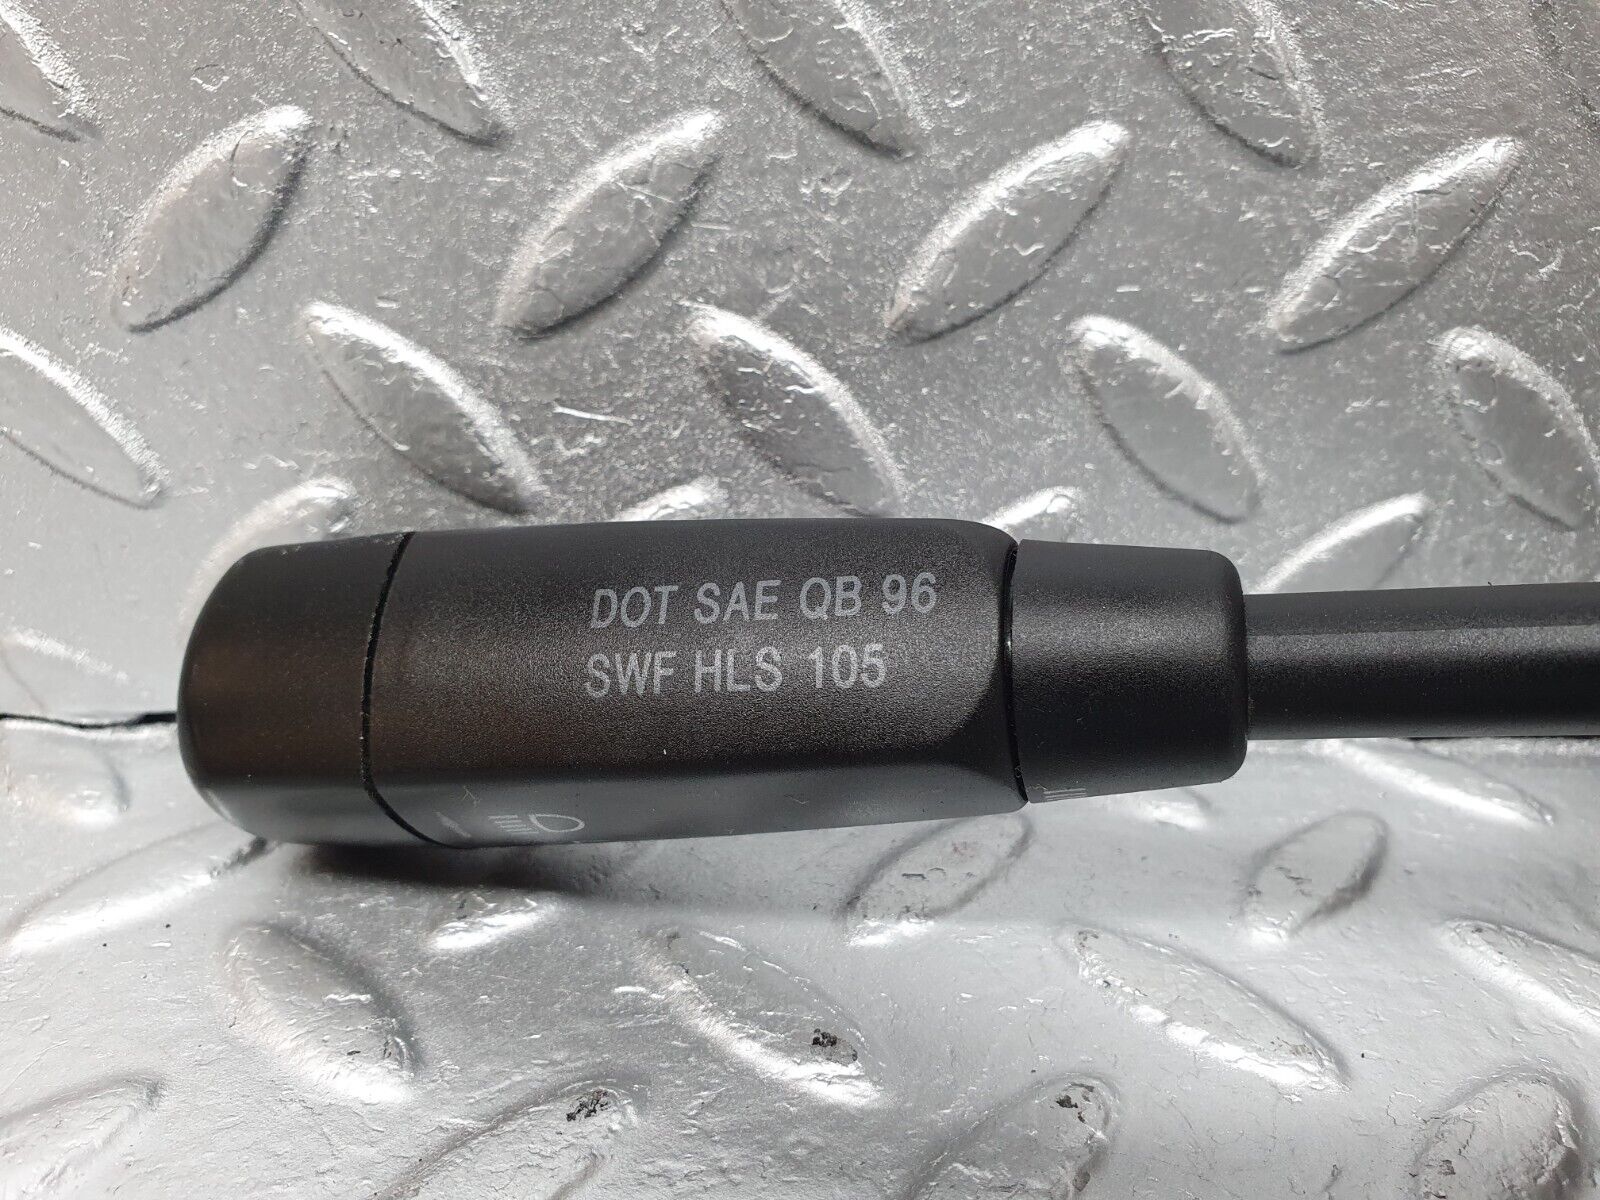 DOT SAE QB 96
SWF HLS 105